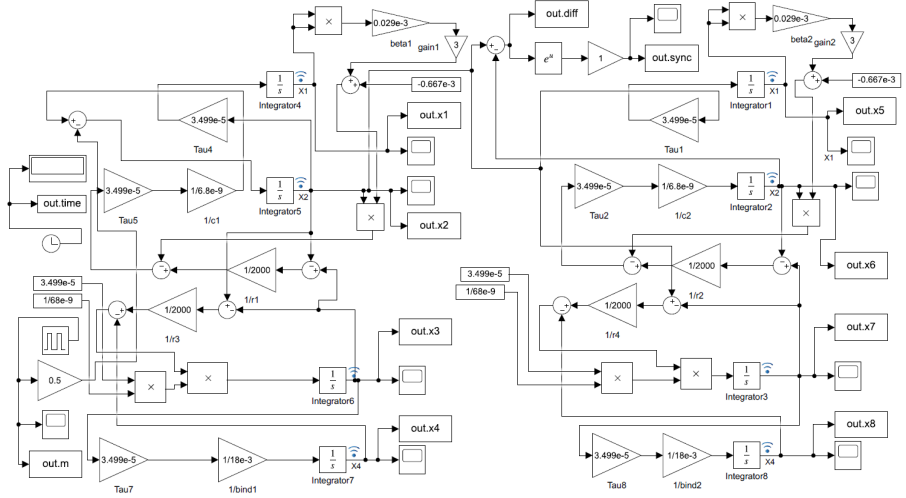 0.029e-3
beta1
gain1
3
out.diff
0.029e-3
beta2
gain2
3
e^u
1
out.sync
-0.667e-3
-0.667e-3
1
s
Integrator4
X1
1
s
Integrator1
X1
out.x1
out.x5
3.499e-5
Tau4
3.499e-5
Tau1
X1
out.time
3.499e-5
Tau5
1/6.8e-9
1/c1
1
s
Integrator5
X2
out.x2
3.499e-5
Tau2
1/6.8e-9
1/c2
1
s
Integrator2
X2
out.x6
1/2000
1/r1
1/2000
1/r2
3.499e-5
1/68e-9
3.499e-5
1/68e-9
1/2000
1/r3
1/2000
1/r4
out.x3
out.x7
0.5
1
s
Integrator6
1
s
Integrator3
out.m
3.499e-5
Tau7
1/18e-3
1/bind1
1
s
Integrator7
X4
out.x4
3.499e-5
Tau8
1/18e-3
1/bind2
1
s
Integrator8
X4
out.x8